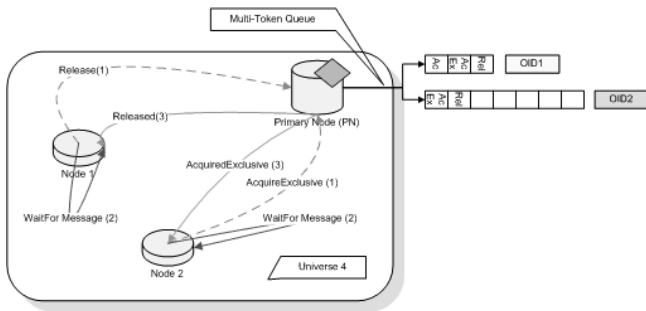 Multi-Token Queue
Ac
Ex Ac
Rel
OID1
Ex Ac
Rel
OID2
Release(1)
Released(3)
Primary Node (PN)
Node 1
AcquiredExclusive (3)
AcquireExclusive (1)
WaitFor Message (2)
WaitFor Message (2)
Node 2
Universe 4